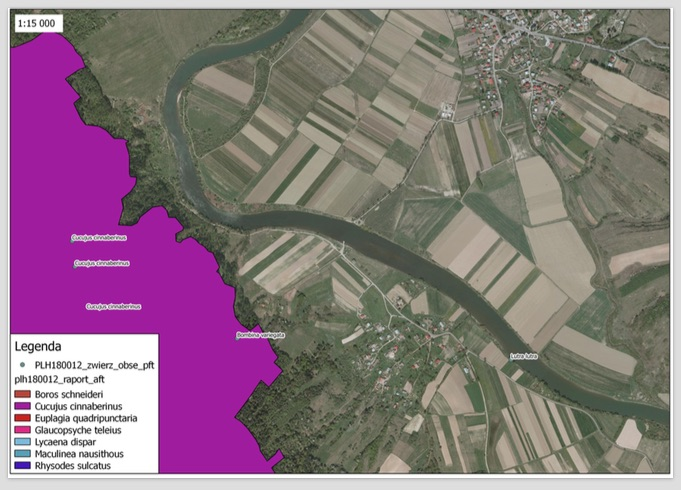 1:15 000
Cucujus cinnaberinus
Cucujus cinnaberinus
Cucujus cinnaberinus
Bombina variegata
Lutra lutra
Legenda
PLH180012_zwierz_obse_pft
plh180012_raport_aft
Boros schneideri
Cucujus cinnaberinus
Euplagia quadripunctaria
Glaucopsyche teleius
Lycaena dispar
Maculinea nausithous
Rhysodes sulcatus